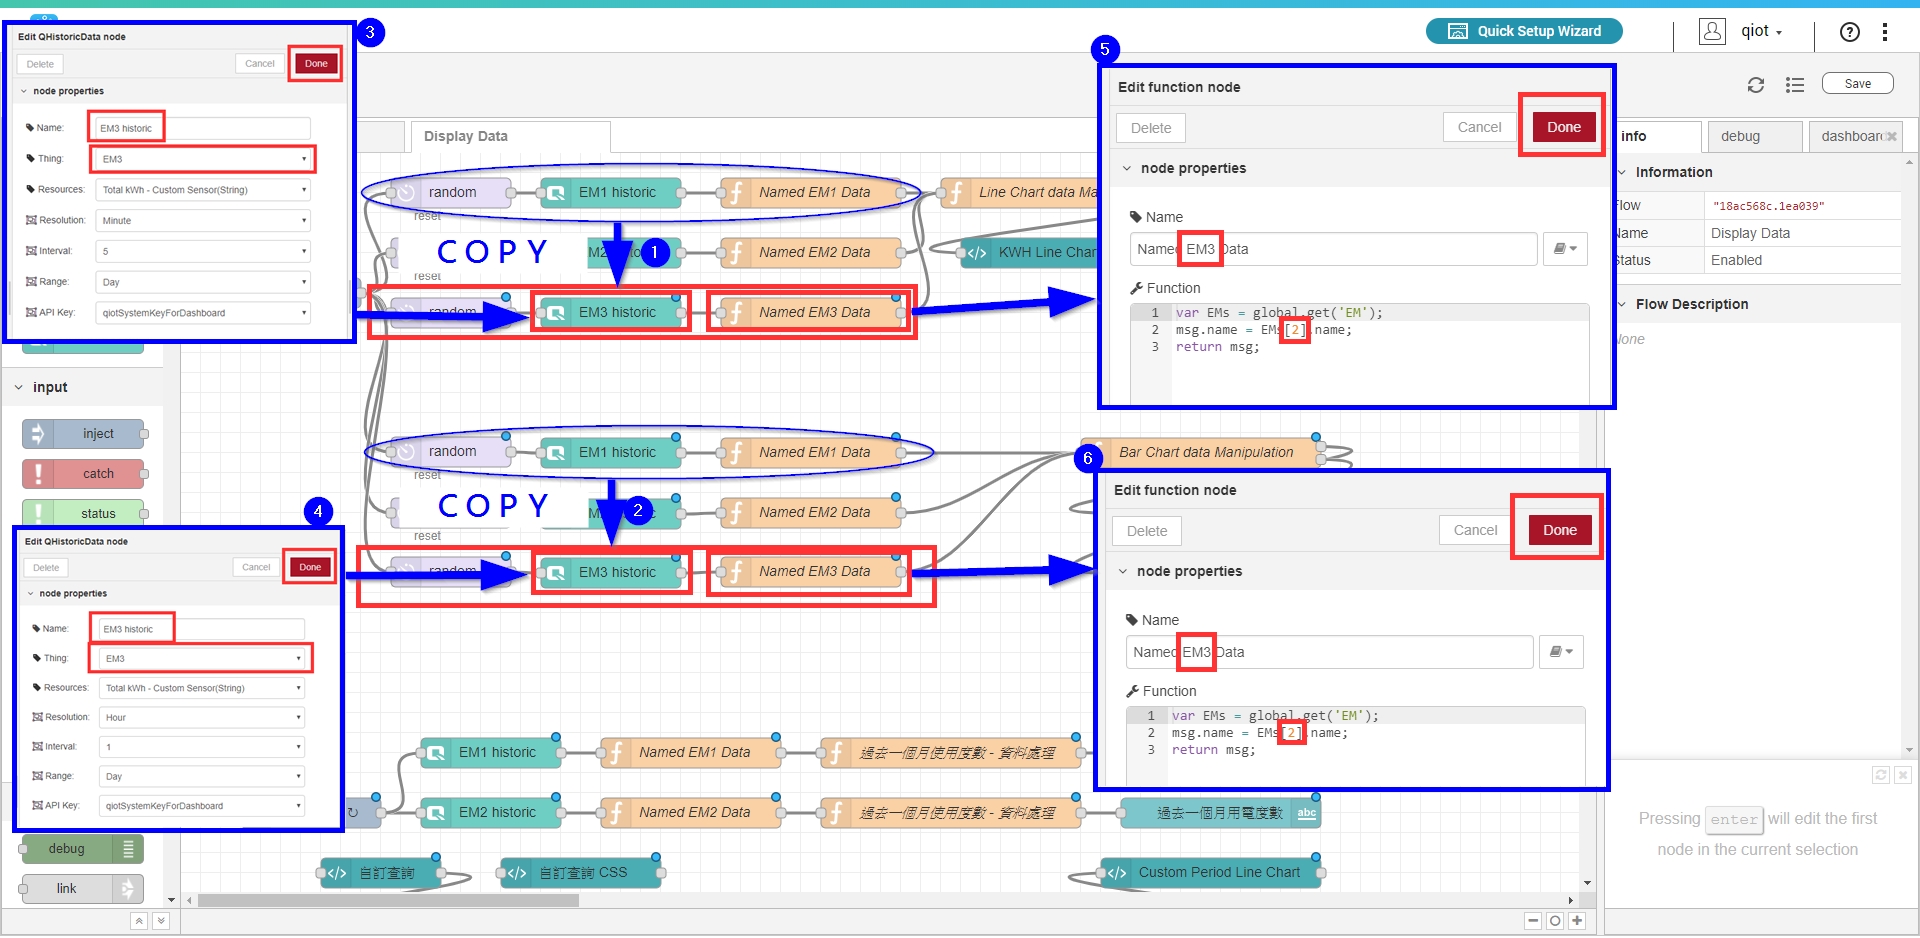 Quick Setup Wizard
qiot
Save
3
Edit QHistoricData node
Delete
Cancel
Done
node properties
Name:
EM3 historic
Thing:
EM3
Resources:
Total kWh - Custom Sensor(String)
Resolution:
Minute
Interval:
5
Range:
Day
API Key:
qiotSystemKeyForDashboard
input
inject
catch
status
debug
link
4
Edit QHistoricData node
Delete
Cancel
Done
node properties
Name:
EM3 historic
Thing:
EM3
Resources:
Total kWh - Custom Sensor(String)
Resolution:
Hour
Interval:
1
Range:
Day
API Key:
qiotSystemKeyForDashboard
Display Data
random
EM1 historic
Named EM1 Data
Line Chart data Ma
reset
COPY
1
Named EM2 Data
KWH Line Char
reset
random
EM3 historic
Named EM3 Data
random
EM1 historic
Named EM1 Data
Bar Chart data Manipulation
reset
COPY
2
Named EM2 Data
reset
random
EM3 historic
Named EM3 Data
EM1 historic
Named EM1 Data
過去一個月使用度數 - 資料處理
EM2 historic
Named EM2 Data
過去一個月使用度數 - 資料處理
過去一個月用電度數
abc
自訂查詢
自訂查詢 CSS
Custom Period Line Chart
5
Edit function node
Delete
Cancel
Done
node properties
Name
Named EM3 Data
Function
1 var EMs = global.get('EM');
2 msg.name = EMs[2].name;
3 return msg;
6
Edit function node
Delete
Cancel
Done
node properties
Name
Named EM3 Data
Function
1 var EMs = global.get('EM');
2 msg.name = EMs[2].name;
3 return msg;
info
debug
dashboard
Information
Flow
"18ac568c.1ea039"
Name
Display Data
Status
Enabled
Flow Description
None
Pressing enter will edit the first
node in the current selection